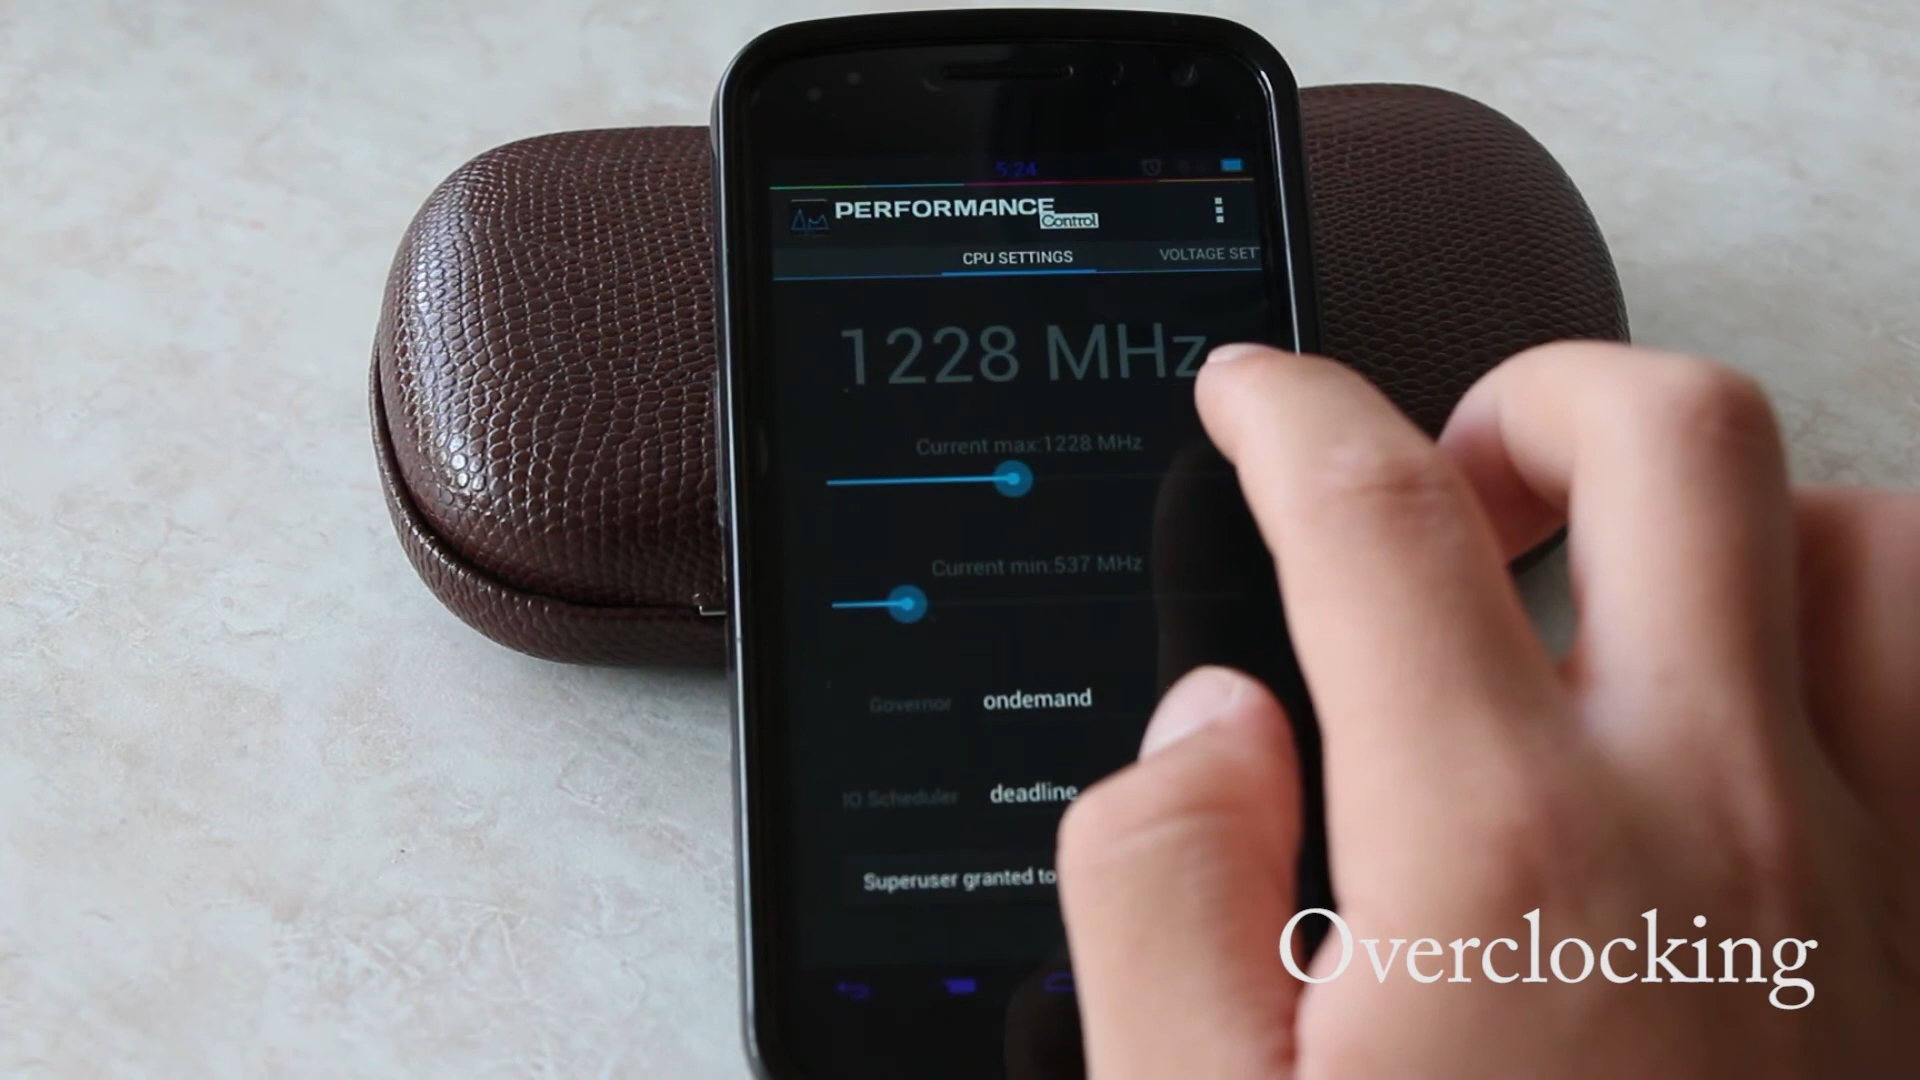 5:24
PERFORMANCE
Control
CPU SETTINGS
VOLTAGE SET
1228 MHz
Current max:1228 MHz
Current min:537 MHz
Governor ondemand
IO Scheduler deadline
Superuser granted to
Overclocking